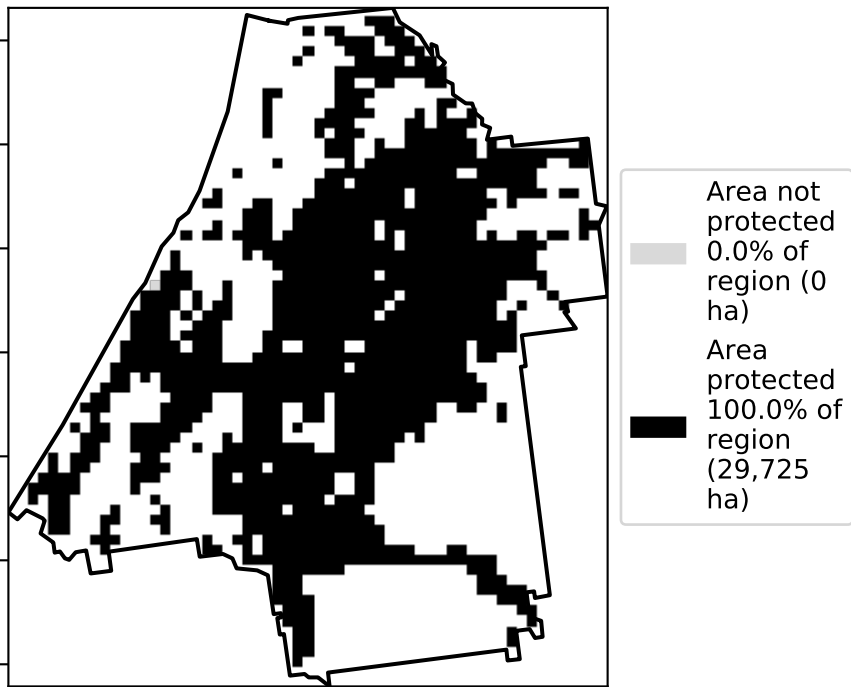 Area not
protected
0.0% of
region (0
ha)
Area
protected
100.0% of
region
(29,725
ha)